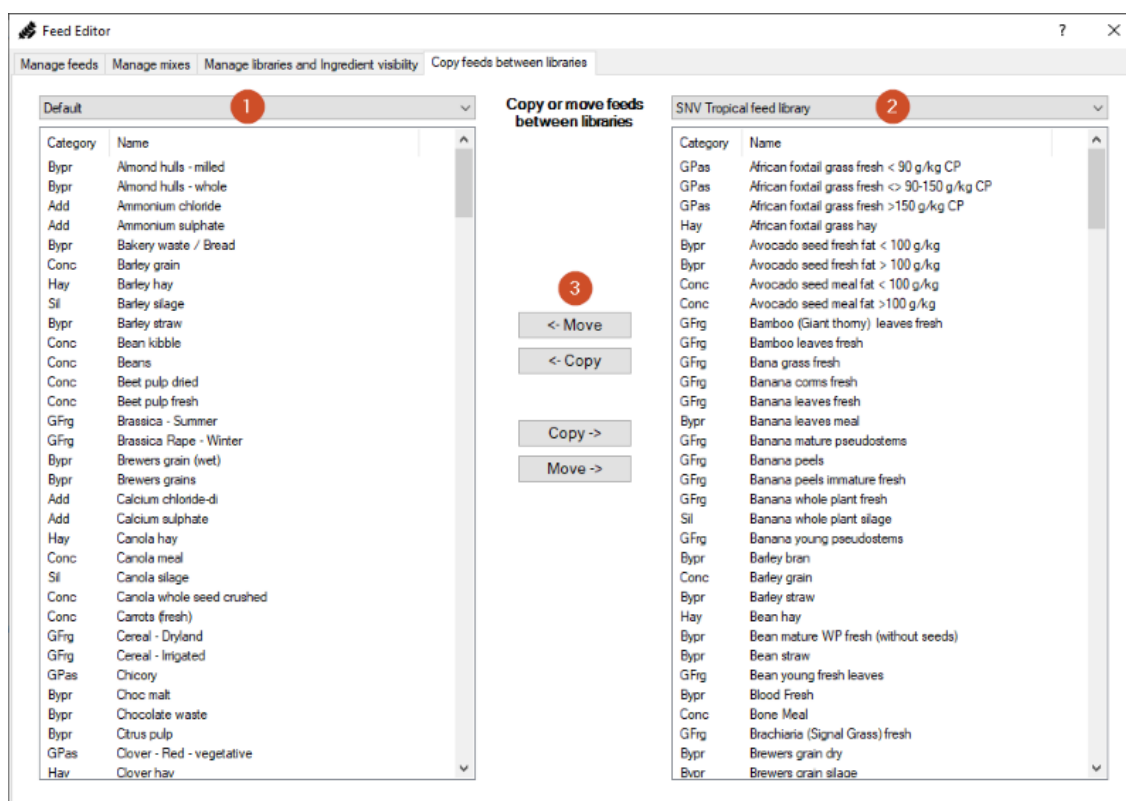 Feed Editor
?
Manage feeds Manage mixes Manage libraries and Ingredient visibility Copy feeds between libraries
Default
1
Category Name
Bypr Almond hulls - milled
Bypr Almond hulls - whole
Add Ammonium chloride
Add Ammonium sulphate
Bypr Bakery waste / Bread
Conc Barley grain
Hay Barley hay
Sil Barley silage
Bypr Barley straw
Conc Bean kibble
Conc Beans
Conc Beet pulp dried
Conc Beet pulp fresh
GFrg Brassica - Summer
GFrg Brassica Rape - Winter
Bypr Brewers grain (wet)
Bypr Brewers grains
Add Calcium chloride-di
Add Calcium sulphate
Hay Canola hay
Conc Canola meal
Sil Canola silage
Conc Canola whole seed crushed
Conc Carrots (fresh)
GFrg Cereal - Dryland
GFrg Cereal - Irrigated
GPas Chicory
Bypr Choc malt
Bypr Chocolate waste
Bypr Citrus pulp
GPas Clover - Red - vegetative
Hay Clover hay
Copy or move feeds
between libraries
3
<- Move
<- Copy
Copy ->
Move ->
SNV Tropical feed library
2
Category Name
GPas African foxtail grass fresh < 90 g/kg CP
GPas African foxtail grass fresh <> 90-150 g/kg CP
GPas African foxtail grass fresh >150 g/kg CP
Hay African foxtail grass hay
Bypr Avocado seed fresh fat < 100 g/kg
Bypr Avocado seed fresh fat > 100 g/kg
Conc Avocado seed meal fat < 100 g/kg
Conc Avocado seed meal fat >100 g/kg
GFrg Bamboo (Giant thorny) leaves fresh
GFrg Bamboo leaves fresh
GFrg Bana grass fresh
GFrg Banana corms fresh
GFrg Banana leaves fresh
Bypr Banana leaves meal
GFrg Banana mature pseudostems
GFrg Banana peels
GFrg Banana peels immature fresh
GFrg Banana whole plant fresh
Sil Banana whole plant silage
GFrg Banana young pseudostems
Bypr Barley bran
Conc Barley grain
Bypr Barley straw
Hay Bean hay
Bypr Bean mature WP fresh (without seeds)
Bypr Bean straw
GFrg Bean young fresh leaves
Bypr Blood Fresh
Conc Bone Meal
GFrg Brachiaria (Signal Grass) fresh
Bypr Brewers grain dry
Bypr Brewers grain silage